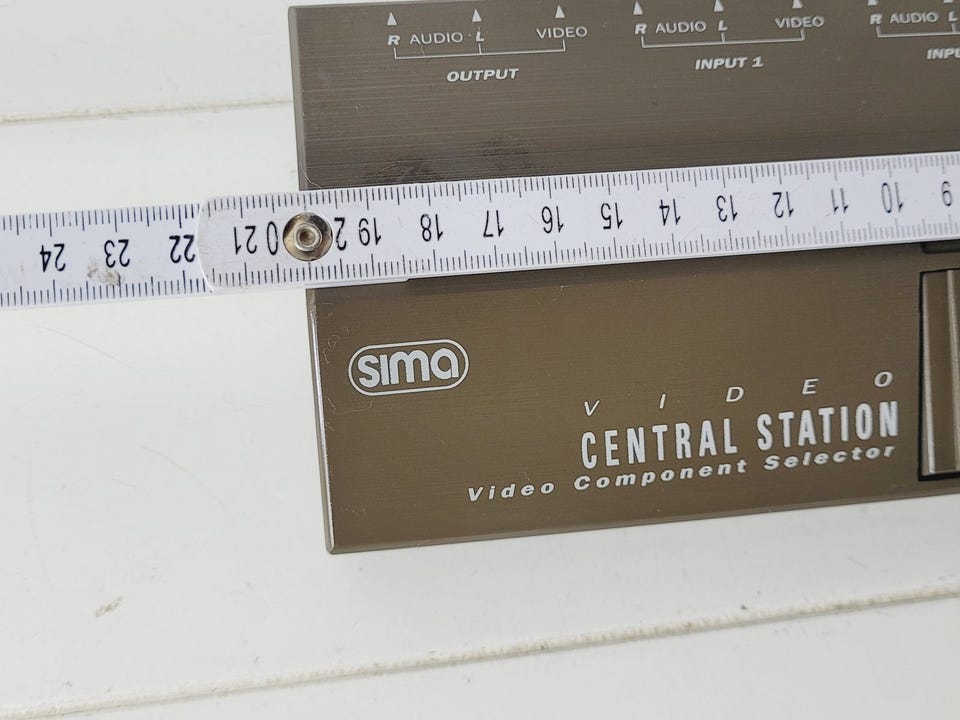 R AUDIO L VIDEO
OUTPUT
R AUDIO L VIDEO
INPUT 1
R AUDIO L
24 23 22 21 20 19 18 17 16 15 14 13 12 11 10 9
sima
VIDEO
CENTRAL STATION
Video Component Selector